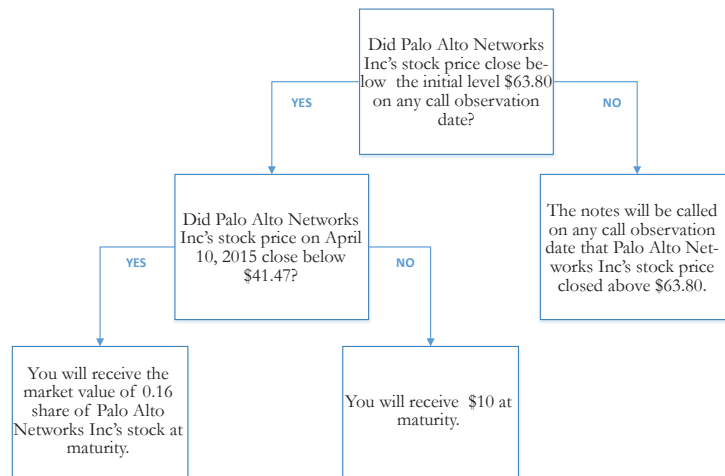 Did Palo Alto Networks
Inc's stock price close be-
low the initial level $63.80
on any call observation
date?
YES
NO
Did Palo Alto Networks
Inc's stock price on April
10, 2015 close below
$41.47?
The notes will be called
on any call observation
date that Palo Alto Net-
works Inc's stock price
closed above $63.80.
YES
NO
You will receive the
market value of 0.16
share of Palo Alto
Networks Inc's stock at
maturity.
You will receive $10 at
maturity.